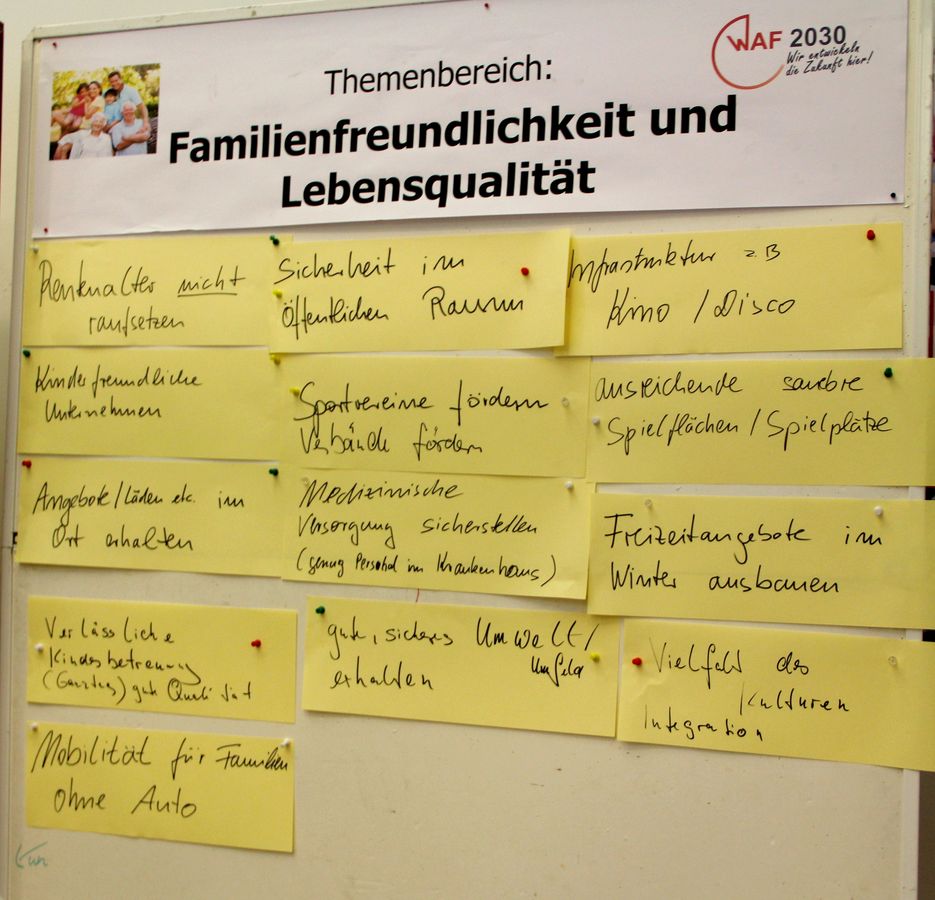 WAF 2030
Wir entwickeln
die Zukunft hier!
Themenbereich:
Familienfreundlichkeit und
Lebensqualität
Rentenalter nicht
raufsetzen
Sicherheit im
öffentlichen Raum
Infrastruktur z.B
Kino / Disco
Kinderfreundliche
Unternehmen
Sportvereine fördern
Verbände fördern
ausreichende saubre
Spielflächen / Spielplätze
Angebote / Läden etc. im
Ort erhalten
Medizinische
Versorgung sicherstellen
(genug Personal im Krankenhaus)
Freizeitangebote im
Winter ausbauen
Verlässliche
Kinderbetreuung
(Ganztags) gute Qualität
gute, sichere Umwelt /
Umfeld
erhalten
Vielfalt der
Kulturen
Integration
Mobilität für Familien
ohne Auto